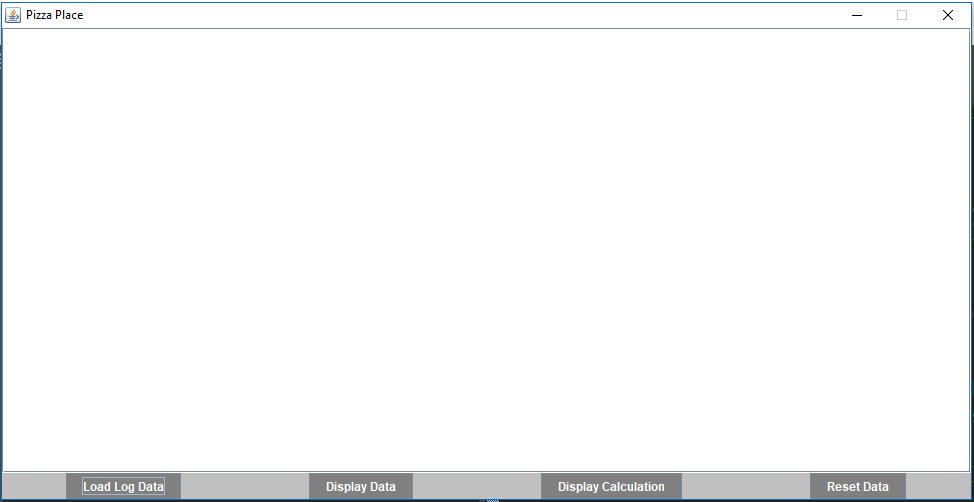 Pizza Place
Load Log Data Display Data Display Calculation Reset Data